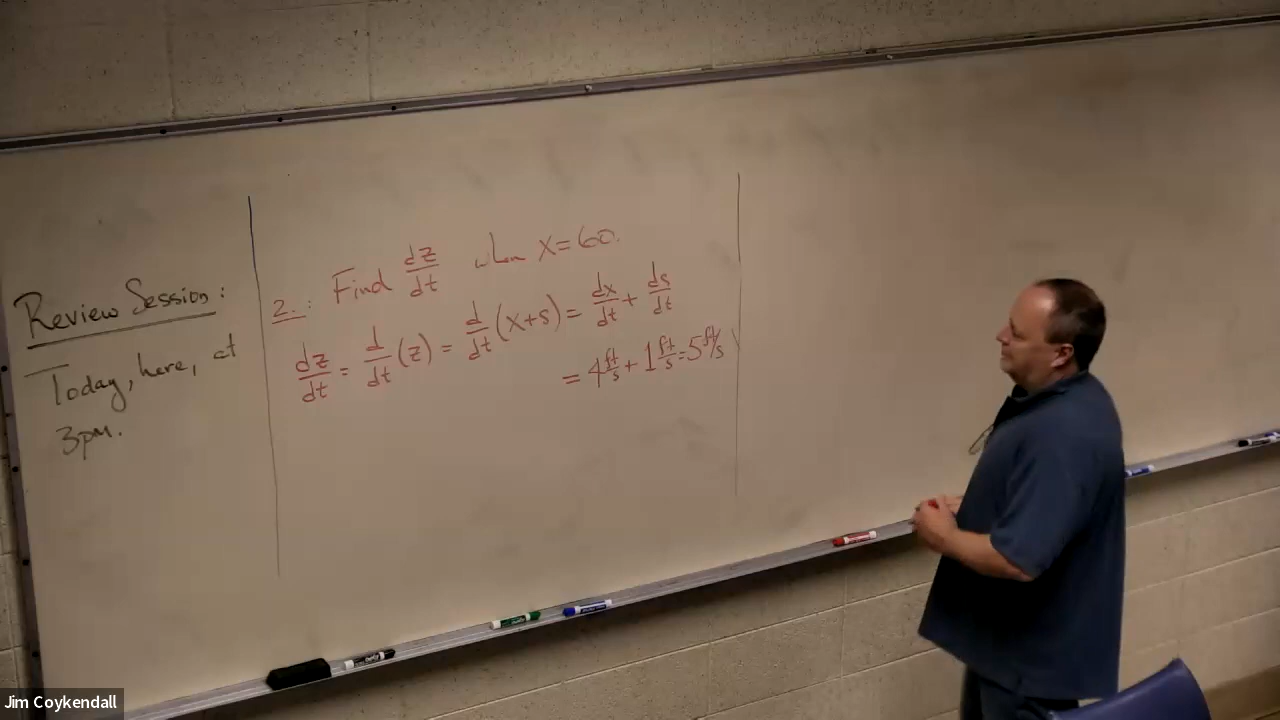 Review Session:
Today, here, at
3pm.
2.: Find dz/dt when x=60.
dz/dt = d/dt (z) = d/dt (x+s) = dx/dt + ds/dt
= 4 ft/s + 1 ft/s = 5 ft/s
Jim Coykendall